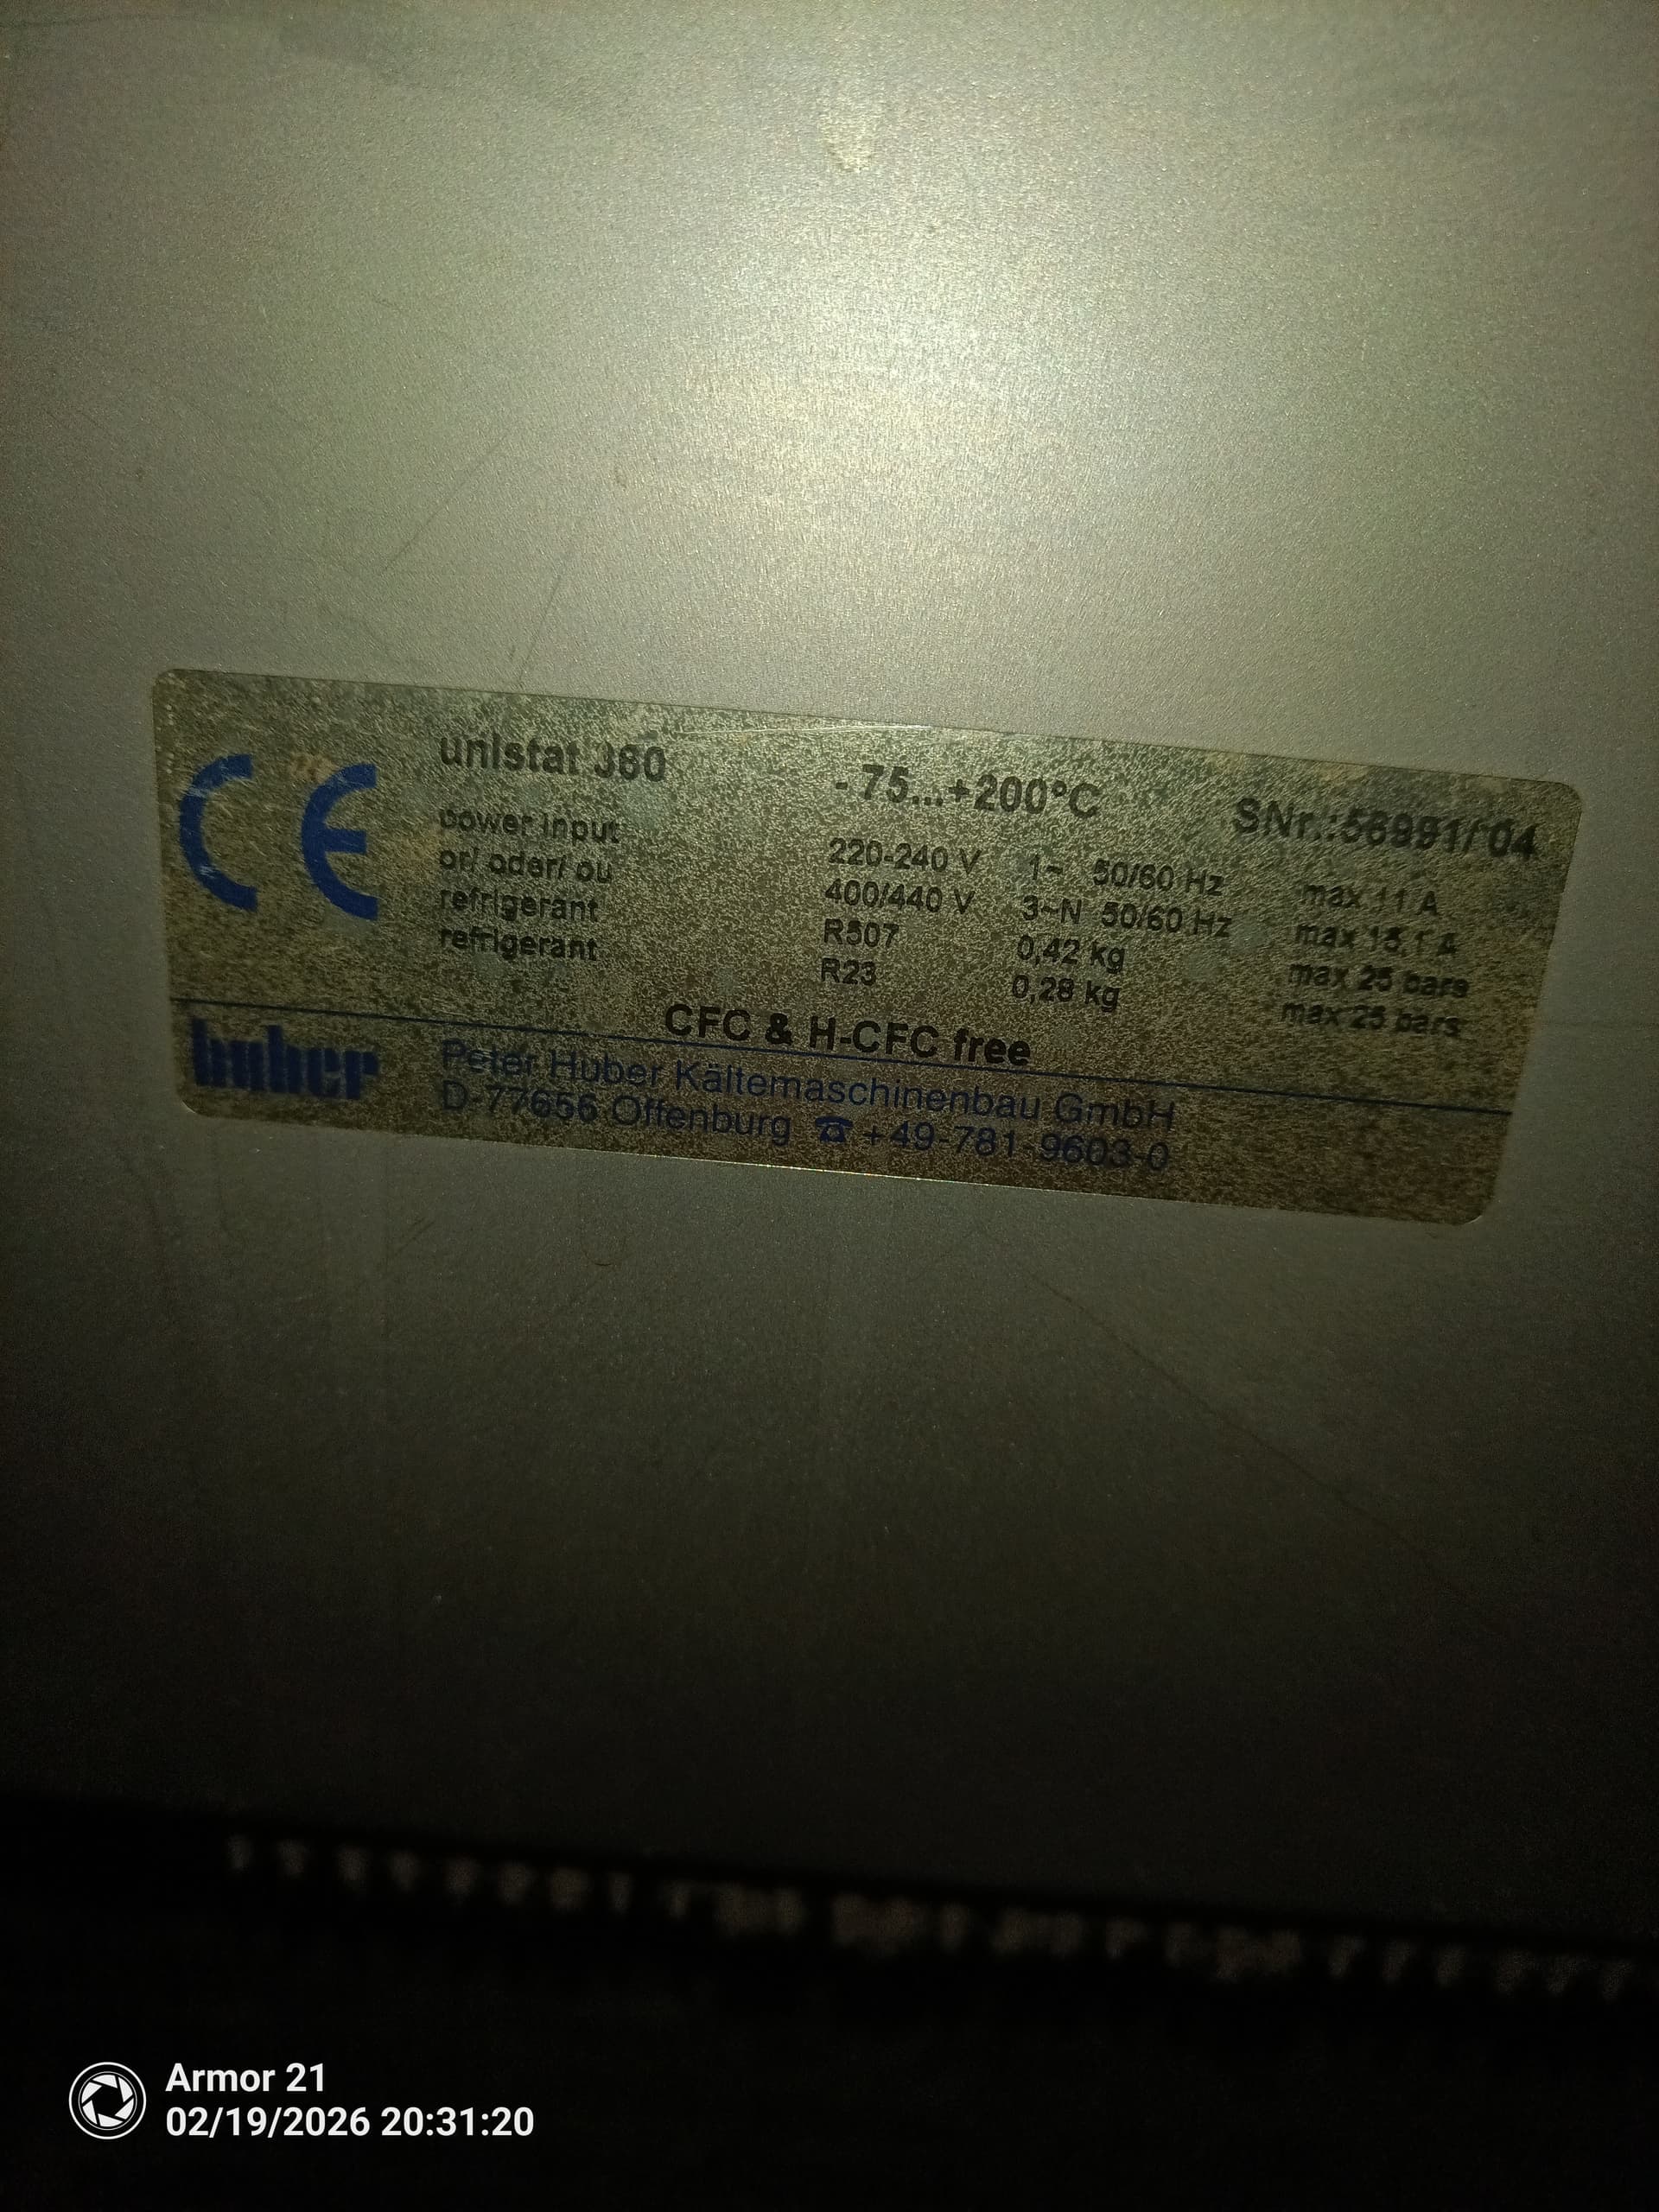 CE
unistat 380
-75...+200°C
SNr.:56991/ 04
power input 220-240 V 1~ 50/60 Hz max 11 A
or/ oder/ ou 400/440 V 3~N 50/60 Hz max A
refrigerant R507 0,42 kg max 25 bars
refrigerant R23 0,28 kg max 25 bars
CFC & H-CFC free
huber
Peter Huber Kältemaschinenbau GmbH
D-77656 Offenburg ☎ +49-781-9603-0
Armor 21
02/19/2026 20:31:20